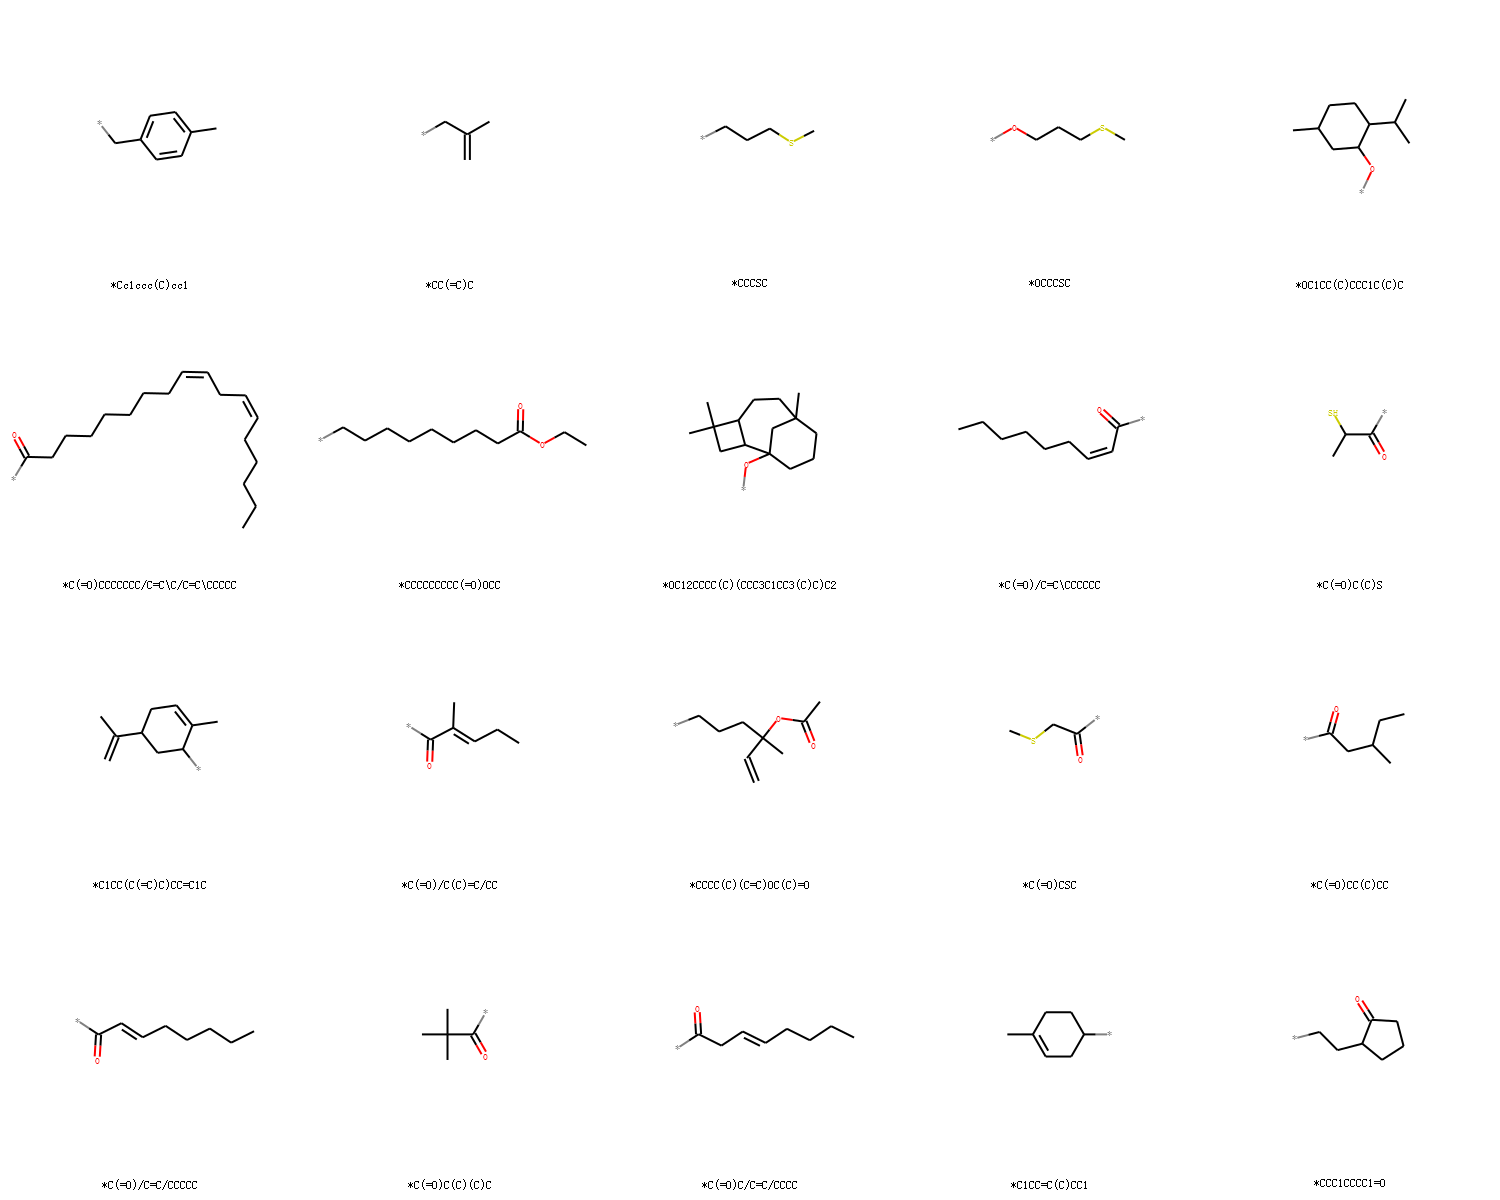 *Cc1ccc(C)cc1
*CC(=C)C
*CCCSC
*OCCCSC
*OC1CC(C)CCC1C(C)C
*C(=O)CCCCCCC/C=C\C/C=C\CCCCC
*CCCCCCCCC(=O)OCC
*OC12CCCC(C)(CCC3C1CC3(C)C)C2
*C(=O)/C=C\CCCCCC
*C(=O)C(C)S
*C1CC(C(=C)C)CC=C1C
*C(=O)/C(C)=C/CC
*CCCC(C)(C=C)OC(C)=O
*C(=O)CSC
*C(=O)CC(C)CC
*C(=O)/C=C/CCCCC
*C(=O)C(C)(C)C
*C(=O)C/C=C/CCCC
*C1CC=C(C)CC1
*CCC1CCCC1=O